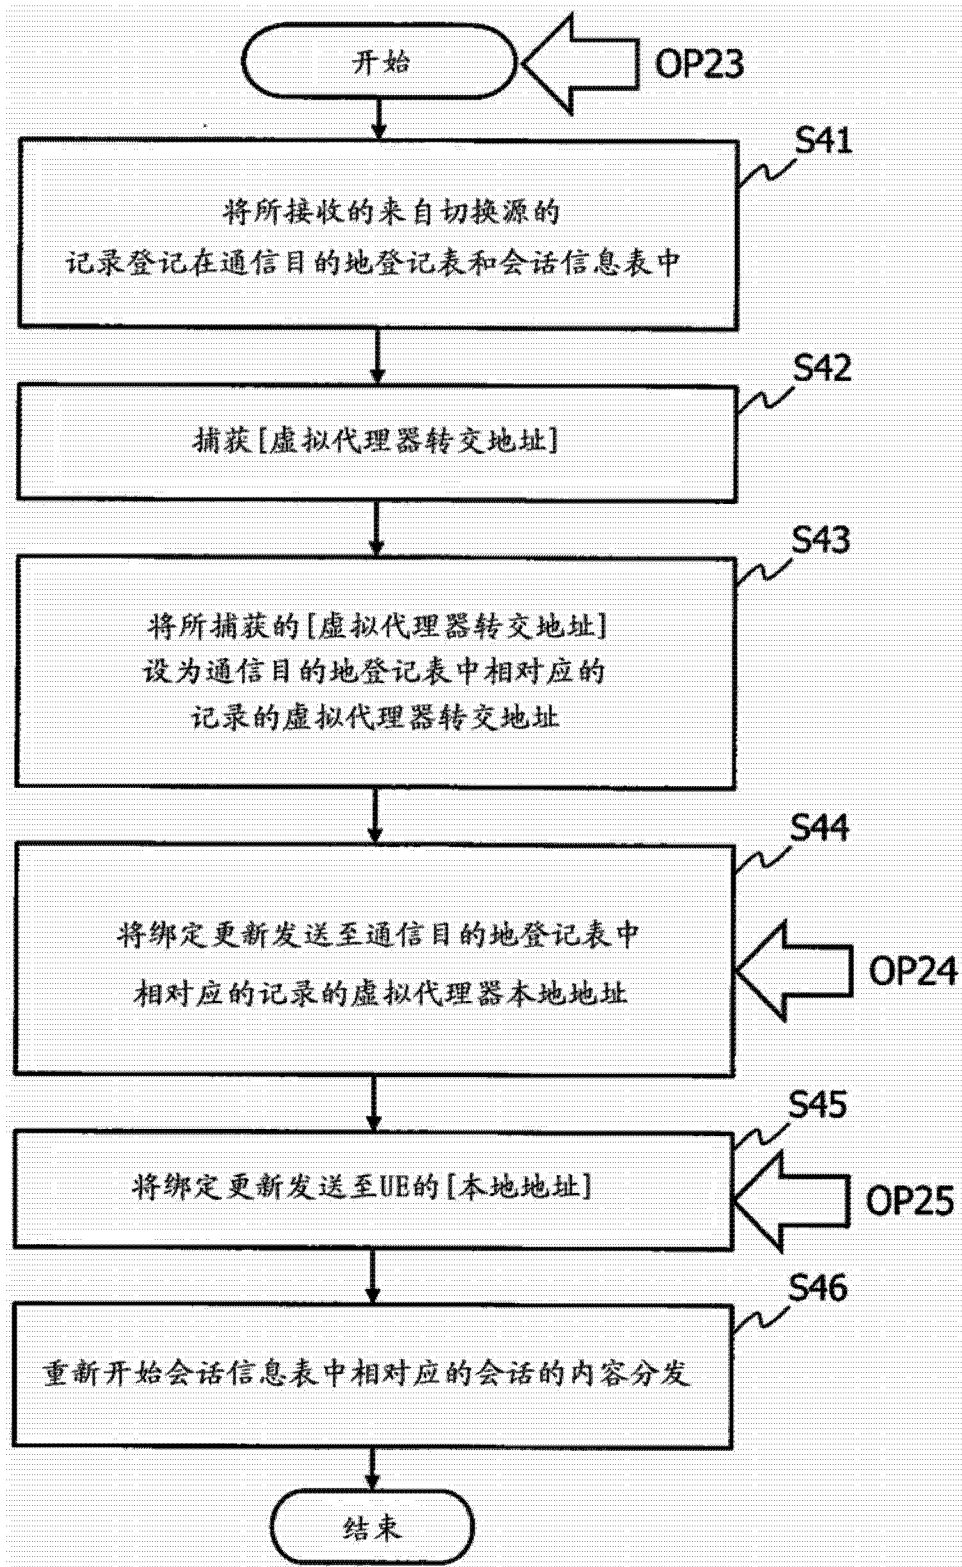 开始
OP23
S41
将所接收的来自切换源的
记录登记在通信目的地登记表和会话信息表中
S42
捕获[虚拟代理器转交地址]
S43
将所捕获的[虚拟代理器转交地址]
设为通信目的地登记表中相对应的
记录的虚拟代理器转交地址
S44
将绑定更新发送至通信目的地登记表中
相对应的记录的虚拟代理器本地地址
OP24
S45
将绑定更新发送至UE的[本地地址]
OP25
S46
重新开始会话信息表中相对应的会话的内容分发
结束